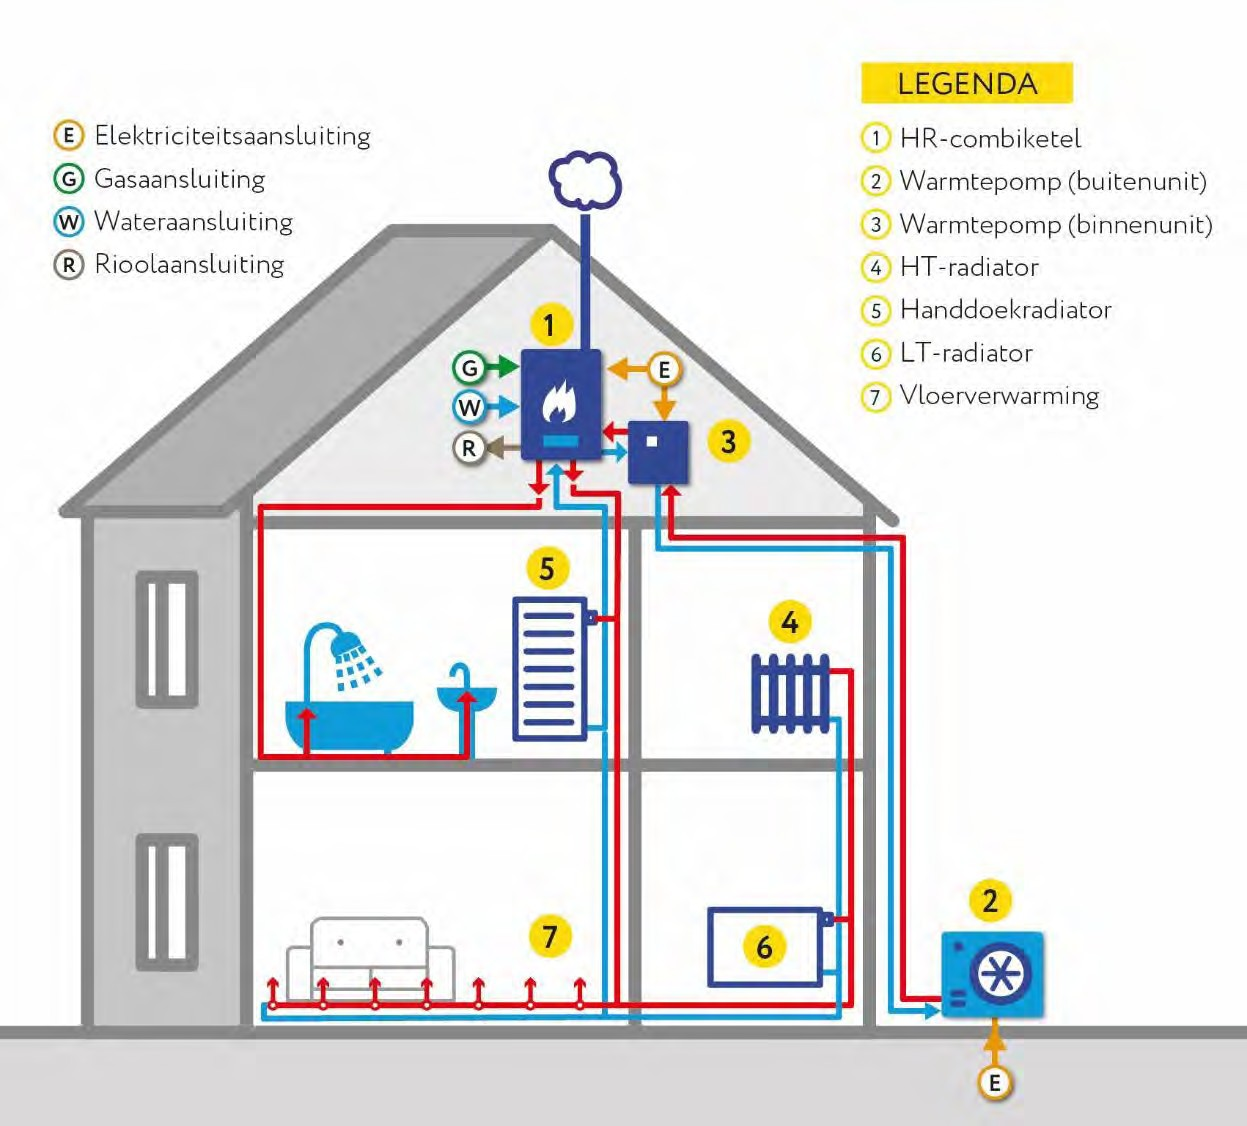 LEGENDA
E Elektriciteitsaansluiting
G Gasaansluiting
W Wateraansluiting
R Rioolaansluiting
1 HR-combiketel
2 Warmtepomp (buitenunit)
3 Warmtepomp (binnenunit)
4 HT-radiator
5 Handdoekradiator
6 LT-radiator
7 Vloerverwarming
1
G
E
W
R
3
5
4
2
7
6
E